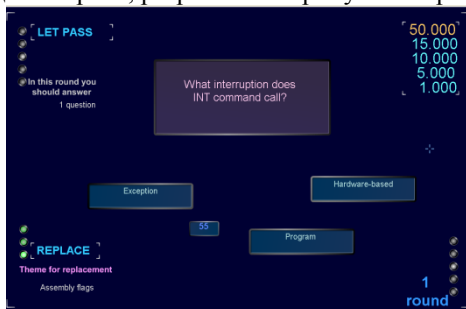 LET PASS
In this round you
should answer
1 question
What interruption does
INT command call?
50.000
15.000
10.000
5.000
1.000
Exception
Hardware-based
55
Program
REPLACE
Theme for replacement
Assembly flags
1
round